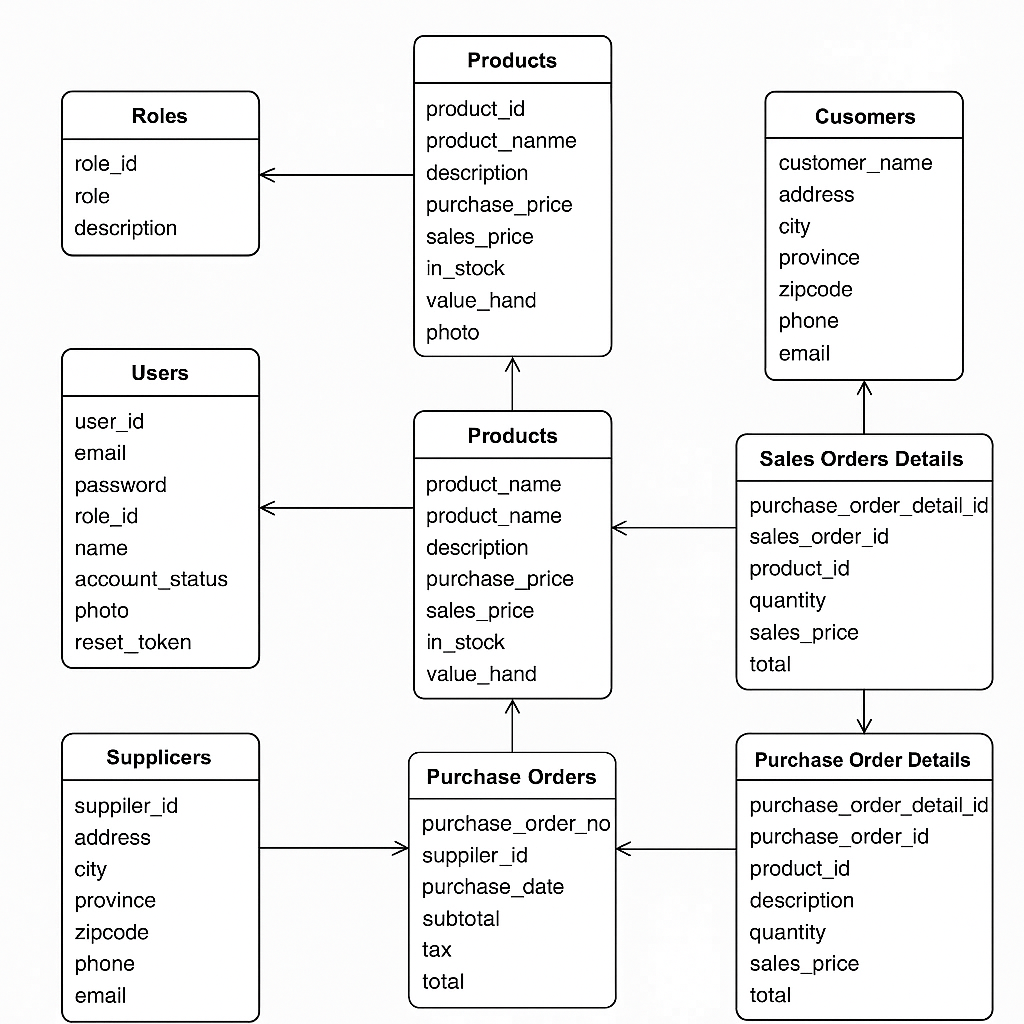 Roles
role_id
role
description
Products
product_id
product_nanme
description
purchase_price
sales_price
in_stock
value_hand
photo
Cusomers
customer_name
address
city
province
zipcode
phone
email
Users
user_id
email
password
role_id
name
account_status
photo
reset_token
Products
product_name
product_name
description
purchase_price
sales_price
in_stock
value_hand
Sales Orders Details
purchase_order_detail_id
sales_order_id
product_id
quantity
sales_price
total
Supplicers
suppiler_id
address
city
province
zipcode
phone
email
Purchase Orders
purchase_order_no
suppiler_id
purchase_date
subtotal
tax
total
Purchase Order Details
purchase_order_detail_id
purchase_order_id
product_id
description
quantity
sales_price
total